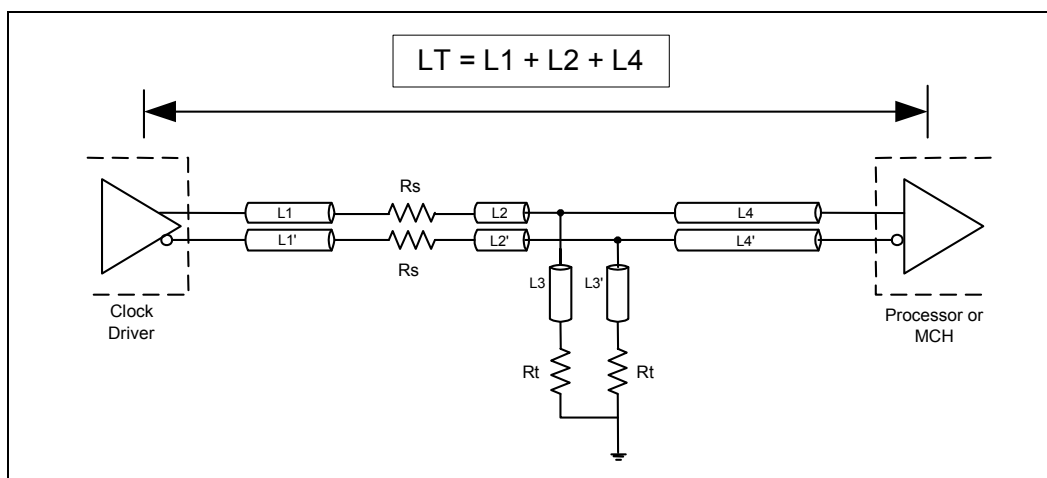 LT = L1 + L2 + L4
Rs
L1
L2
L4
L1'
L2'
L4'
Rs
L3
L3'
Clock
Driver
Processor or
MCH
Rt
Rt